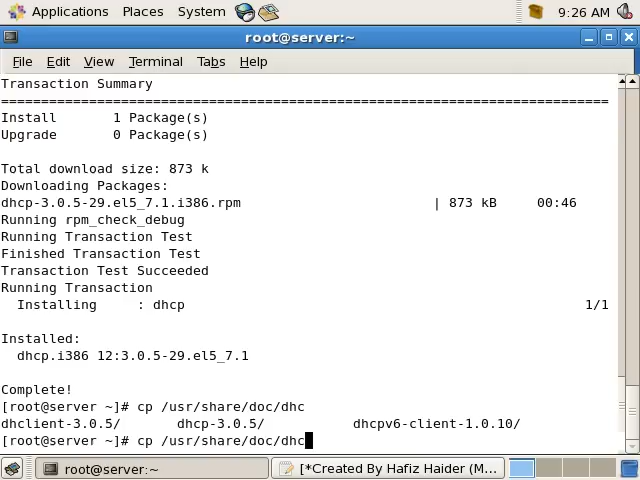 Applications Places System 9:26 AM
root@server:~
File Edit View Terminal Tabs Help
Transaction Summary
================================================================================
Install 1 Package(s)
Upgrade 0 Package(s)
Total download size: 873 k
Downloading Packages:
dhcp-3.0.5-29.el5_7.1.i386.rpm | 873 kB 00:46
Running rpm_check_debug
Running Transaction Test
Finished Transaction Test
Transaction Test Succeeded
Running Transaction
Installing : dhcp 1/1
Installed:
dhcp.i386 12:3.0.5-29.el5_7.1
Complete!
[root@server ~]# cp /usr/share/doc/dhc
dhclient-3.0.5/ dhcp-3.0.5/ dhcpv6-client-1.0.10/
[root@server ~]# cp /usr/share/doc/dhc
root@server:~ [*Created By Hafiz Haider (M...